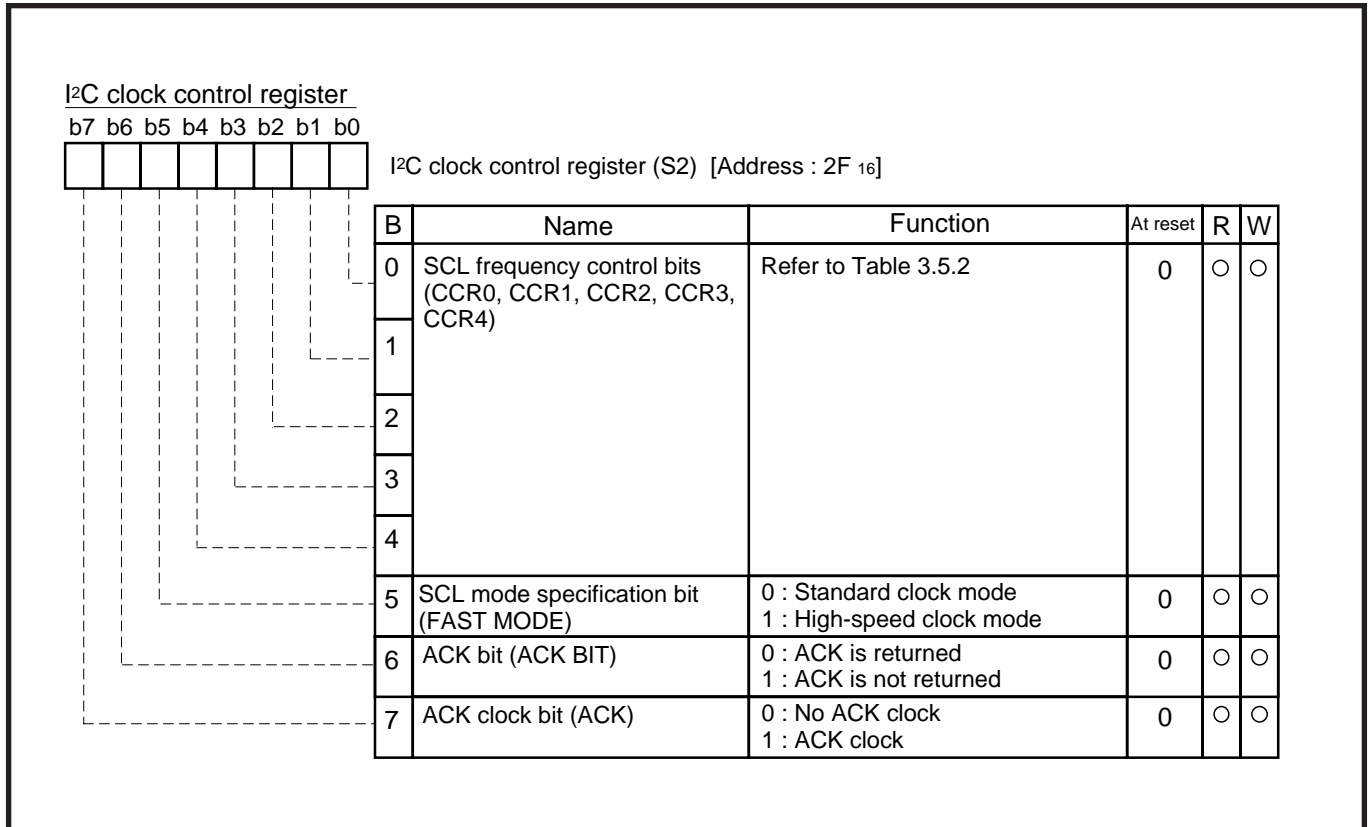 I²C clock control register
b7 b6 b5 b4 b3 b2 b1 b0
I²C clock control register (S2) [Address : 2F 16]
B Name Function At reset R W
0 SCL frequency control bits Refer to Table 3.5.2 0 ○ ○
(CCR0, CCR1, CCR2, CCR3,
CCR4)
1
2
3
4
5 SCL mode specification bit 0 : Standard clock mode 0 ○ ○
(FAST MODE) 1 : High-speed clock mode
6 ACK bit (ACK BIT) 0 : ACK is returned 0 ○ ○
1 : ACK is not returned
7 ACK clock bit (ACK) 0 : No ACK clock 0 ○ ○
1 : ACK clock